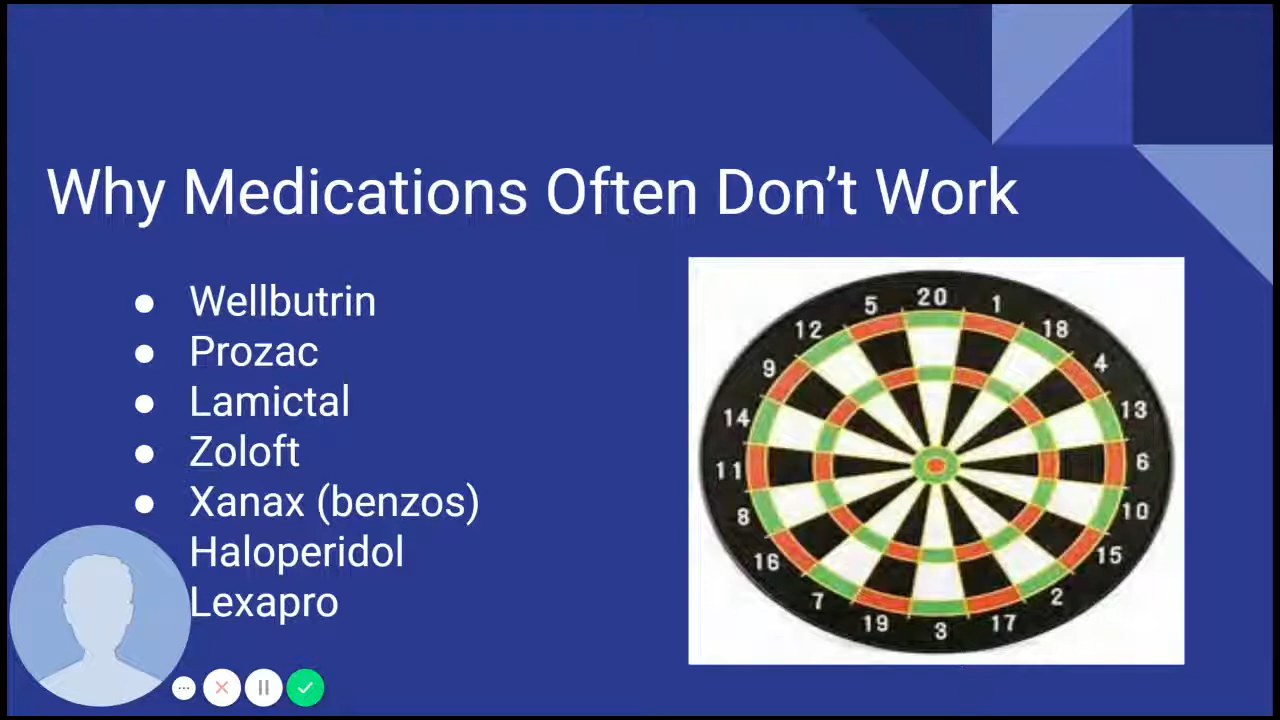 Why Medications Often Don’t Work
● Wellbutrin
● Prozac
● Lamictal
● Zoloft
● Xanax (benzos)
Haloperidol
Lexapro
20
5
1
12
18
9
4
14
13
11
6
8
10
16
15
7
2
19
17
3